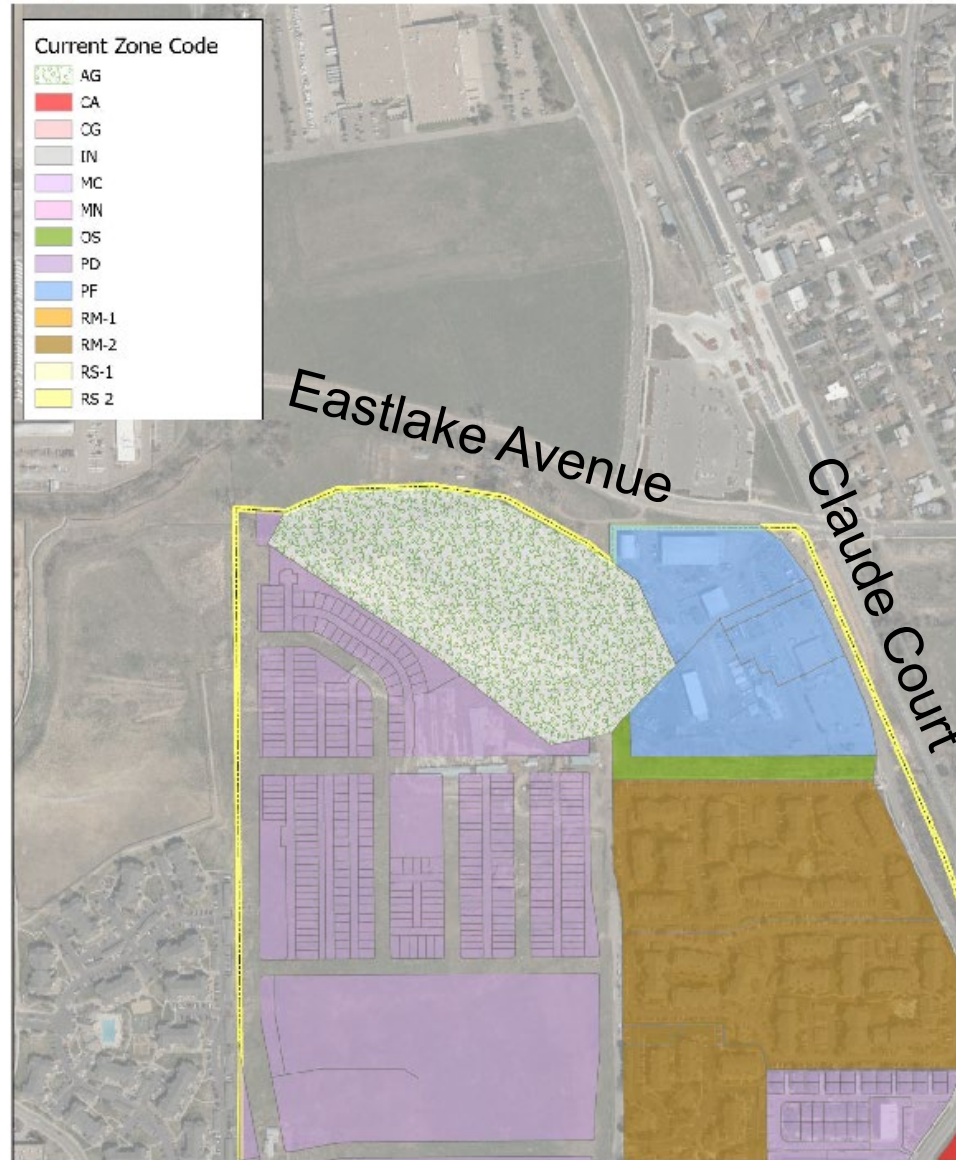 Current Zone Code
AG
CA
CG
IN
MC
MN
OS
PD
PF
RM-1
RM-2
RS-1
RS 2
Eastlake Avenue
Claude Court